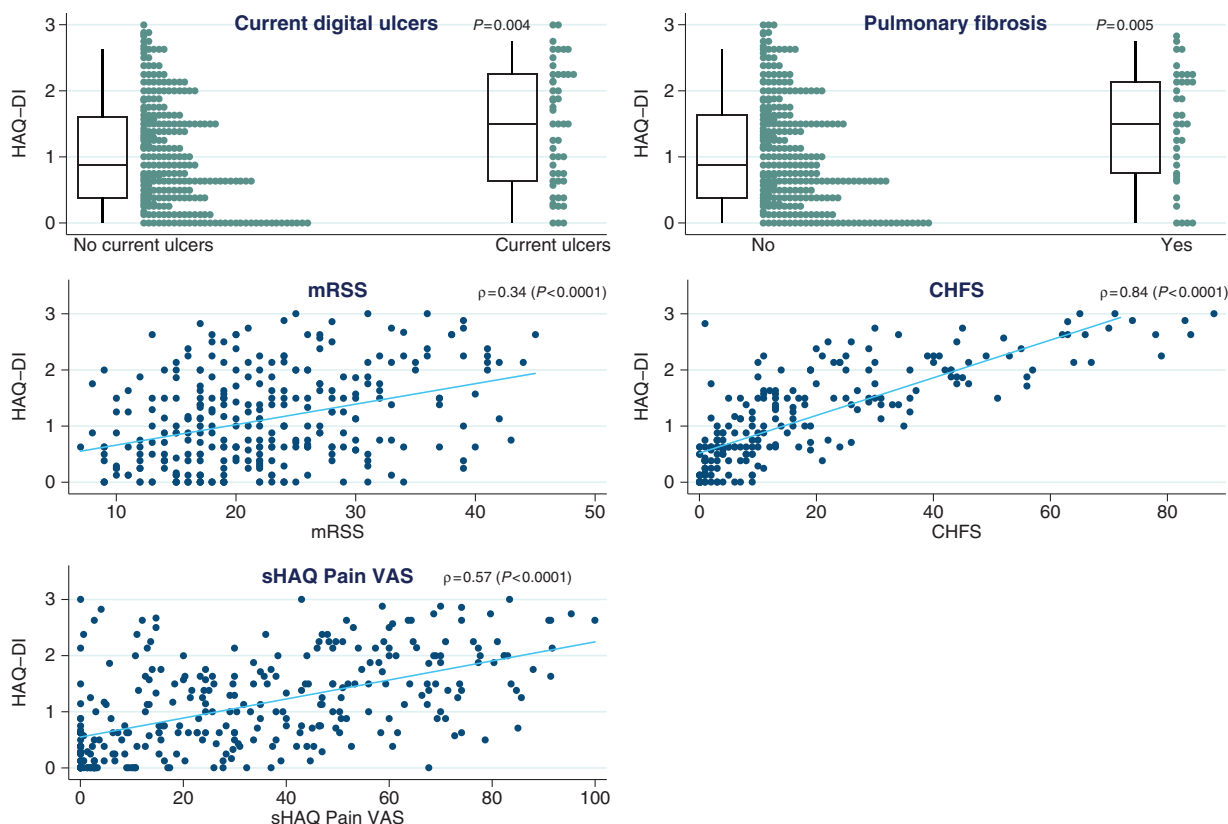 Current digital ulcers
P=0.004
HAQ–DI
3
2
1
0
No current ulcers
Current ulcers
Pulmonary fibrosis
P=0.005
HAQ–DI
3
2
1
0
No
Yes
mRSS
ρ=0.34 (P<0.0001)
HAQ–DI
3
2
1
0
10
20
30
40
50
mRSS
CHFS
ρ=0.84 (P<0.0001)
HAQ–DI
3
2
1
0
0
20
40
60
80
CHFS
sHAQ Pain VAS
ρ=0.57 (P<0.0001)
HAQ–DI
3
2
1
0
0
20
40
60
80
100
sHAQ Pain VAS